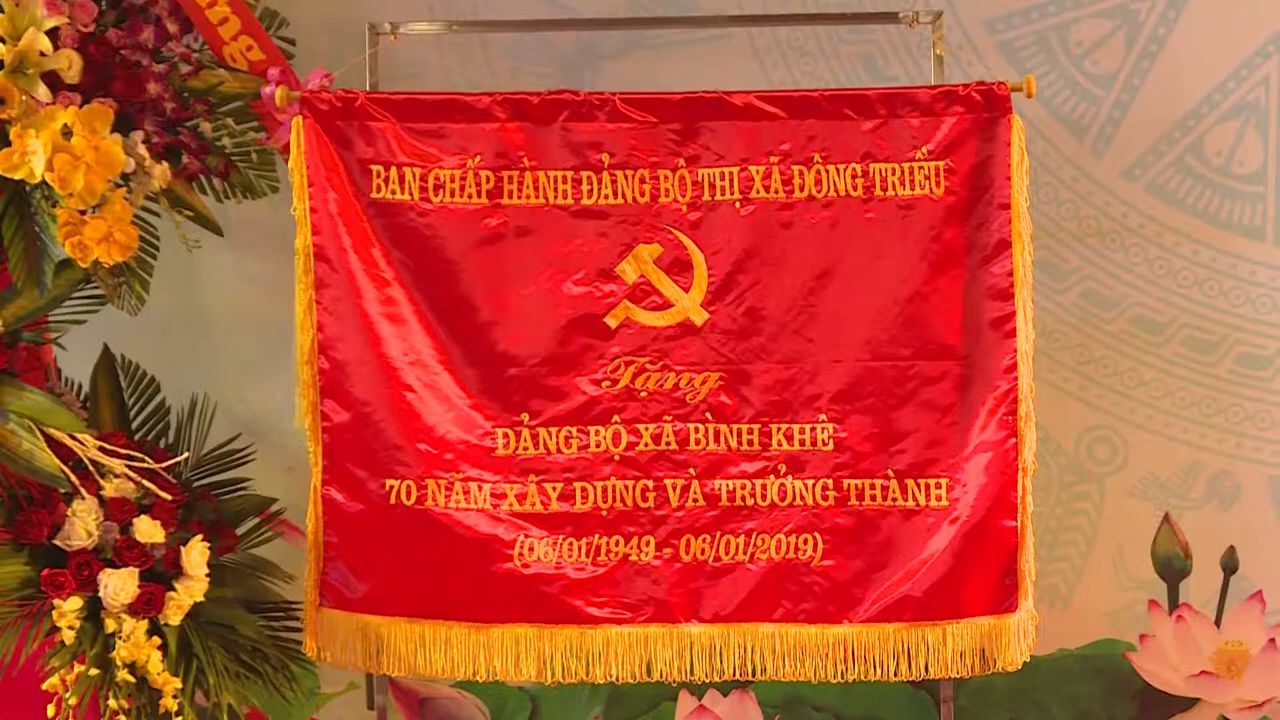 BAN CHẤP HÀNH ĐẢNG BỘ THỊ XÃ ĐÔNG TRIỀU
Tặng
ĐẢNG BỘ XÃ BÌNH KHÊ
70 NĂM XÂY DỰNG VÀ TRƯỞNG THÀNH
(06/01/1949 - 06/01/2019)